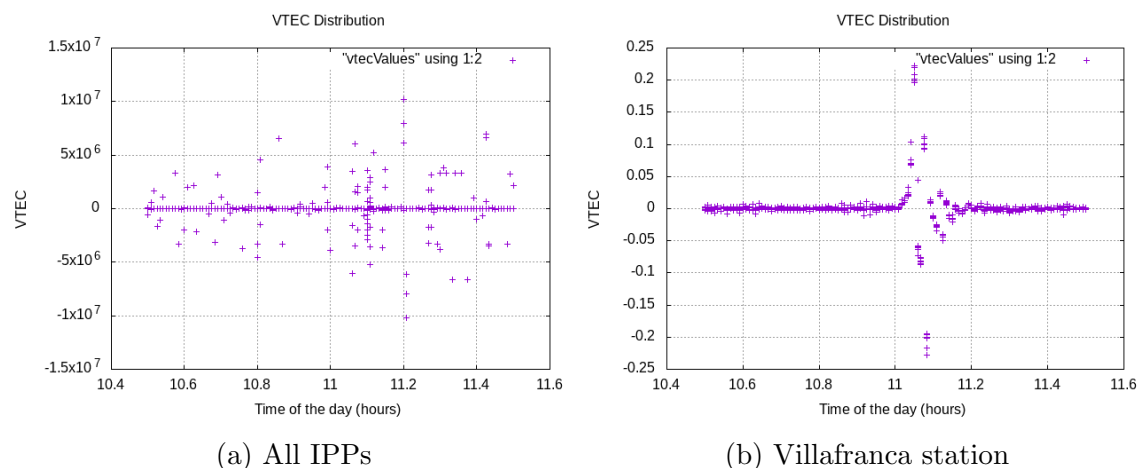 VTEC Distribution
"vtecValues" using 1:2
1.5x10^7
1x10^7
5x10^6
0
-5x10^6
-1x10^7
-1.5x10^7
VTEC
10.4 10.6 10.8 11 11.2 11.4 11.6
Time of the day (hours)
(a) All IPPs
VTEC Distribution
"vtecValues" using 1:2
0.25
0.2
0.15
0.1
0.05
0
-0.05
-0.1
-0.15
-0.2
-0.25
VTEC
10.4 10.6 10.8 11 11.2 11.4 11.6
Time of the day (hours)
(b) Villafranca station